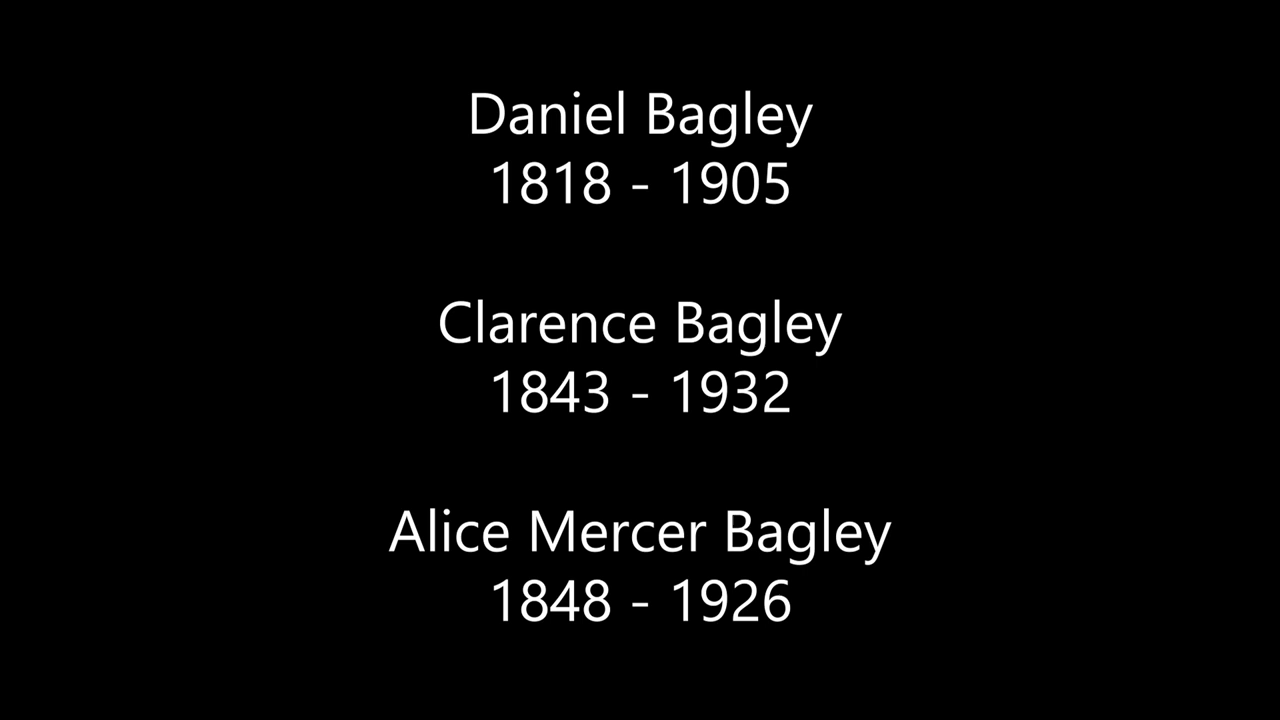 Daniel Bagley
1818 - 1905
Clarence Bagley
1843 - 1932
Alice Mercer Bagley
1848 - 1926